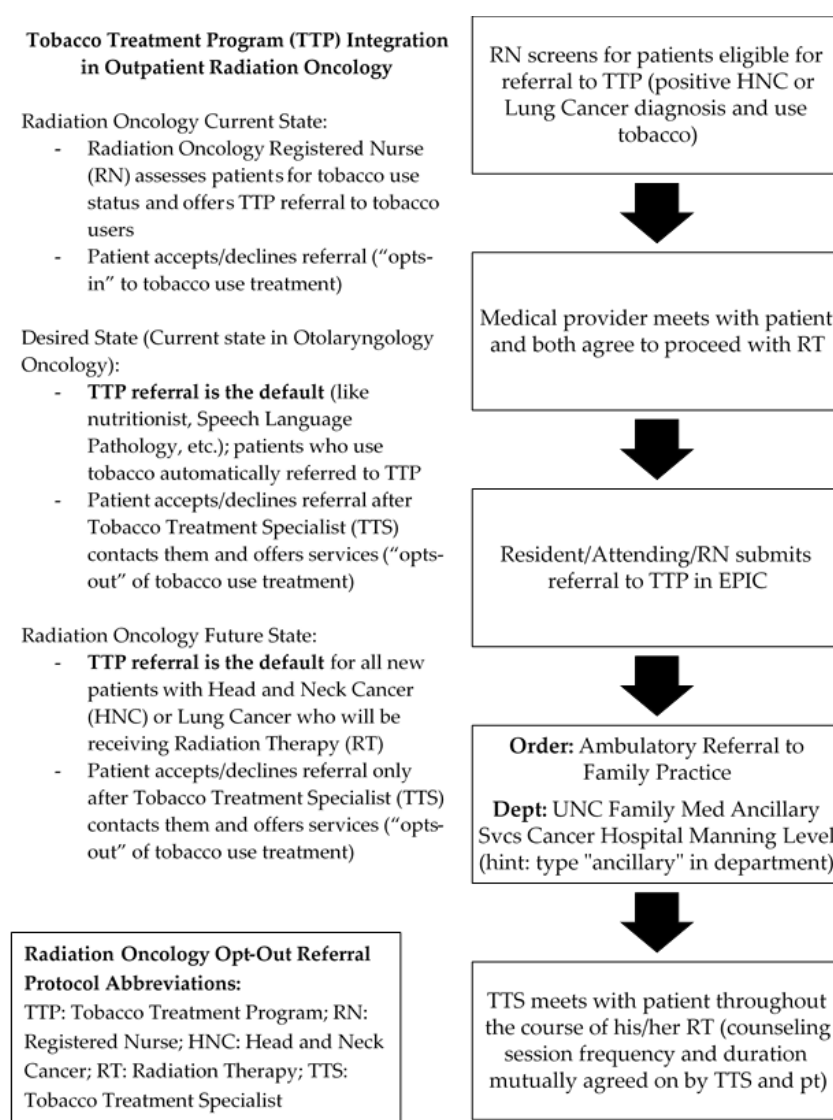 Tobacco Treatment Program (TTP) Integration
in Outpatient Radiation Oncology
Radiation Oncology Current State:
- Radiation Oncology Registered Nurse
(RN) assesses patients for tobacco use
status and offers TTP referral to tobacco
users
- Patient accepts/declines referral (“opts-
in” to tobacco use treatment)
Desired State (Current state in Otolaryngology
Oncology):
- TTP referral is the default (like
nutritionist, Speech Language
Pathology, etc.); patients who use
tobacco automatically referred to TTP
- Patient accepts/declines referral after
Tobacco Treatment Specialist (TTS)
contacts them and offers services (“opts-
out” of tobacco use treatment)
Radiation Oncology Future State:
- TTP referral is the default for all new
patients with Head and Neck Cancer
(HNC) or Lung Cancer who will be
receiving Radiation Therapy (RT)
- Patient accepts/declines referral only
after Tobacco Treatment Specialist (TTS)
contacts them and offers services (“opts-
out” of tobacco use treatment)
Radiation Oncology Opt-Out Referral
Protocol Abbreviations:
TTP: Tobacco Treatment Program; RN:
Registered Nurse; HNC: Head and Neck
Cancer; RT: Radiation Therapy; TTS:
Tobacco Treatment Specialist
RN screens for patients eligible for
referral to TTP (positive HNC or
Lung Cancer diagnosis and use
tobacco)
Medical provider meets with patient
and both agree to proceed with RT
Resident/Attending/RN submits
referral to TTP in EPIC
Order: Ambulatory Referral to
Family Practice
Dept: UNC Family Med Ancillary
Svcs Cancer Hospital Manning Level
(hint: type "ancillary" in department)
TTS meets with patient throughout
the course of his/her RT (counseling
session frequency and duration
mutually agreed on by TTS and pt)